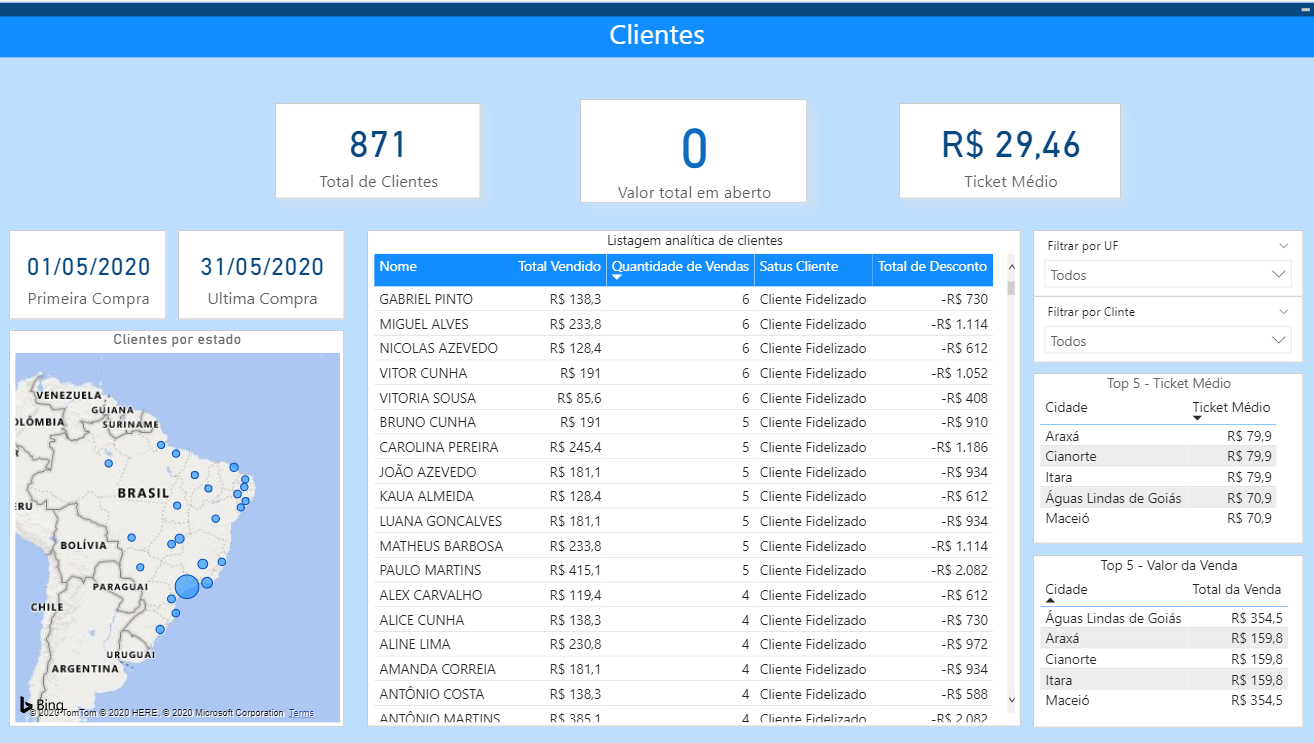 Clientes
871
Total de Clientes
0
Valor total em aberto
R$ 29,46
Ticket Médio
01/05/2020
Primeira Compra
31/05/2020
Ultima Compra
Clientes por estado
VENEZUELA
GUIANA
OLÔMBIA
SURINAME
BRASIL
ERU
BOLÍVIA
PARAGUAI
CHILE
URUGUAI
ARGENTINA
Bing
© 2020 TomTom © 2020 HERE, © 2020 Microsoft Corporation Terms
Listagem analítica de clientes
Nome Total Vendido Quantidade de Vendas Satus Cliente Total de Desconto
GABRIEL PINTO R$ 138,3 6 Cliente Fidelizado -R$ 730
MIGUEL ALVES R$ 233,8 6 Cliente Fidelizado -R$ 1.114
NICOLAS AZEVEDO R$ 128,4 6 Cliente Fidelizado -R$ 612
VITOR CUNHA R$ 191 6 Cliente Fidelizado -R$ 1.052
VITORIA SOUSA R$ 85,6 6 Cliente Fidelizado -R$ 408
BRUNO CUNHA R$ 191 5 Cliente Fidelizado -R$ 910
CAROLINA PEREIRA R$ 245,4 5 Cliente Fidelizado -R$ 1.186
JOÃO AZEVEDO R$ 181,1 5 Cliente Fidelizado -R$ 934
KAUA ALMEIDA R$ 128,4 5 Cliente Fidelizado -R$ 612
LUANA GONCALVES R$ 181,1 5 Cliente Fidelizado -R$ 934
MATHEUS BARBOSA R$ 233,8 5 Cliente Fidelizado -R$ 1.114
PAULO MARTINS R$ 415,1 5 Cliente Fidelizado -R$ 2.082
ALEX CARVALHO R$ 119,4 4 Cliente Fidelizado -R$ 612
ALICE CUNHA R$ 138,3 4 Cliente Fidelizado -R$ 730
ALINE LIMA R$ 230,8 4 Cliente Fidelizado -R$ 972
AMANDA CORREIA R$ 181,1 4 Cliente Fidelizado -R$ 934
ANTÔNIO COSTA R$ 138,3 4 Cliente Fidelizado -R$ 588
ANTÔNIO MARTINS R$ 385,1 4 Cliente Fidelizado -R$ 2.082
Filtrar por UF
Todos
Filtrar por Clinte
Todos
Top 5 - Ticket Médio
Cidade Ticket Médio
Araxá R$ 79,9
Cianorte R$ 79,9
Itara R$ 79,9
Águas Lindas de Goiás R$ 70,9
Maceió R$ 70,9
Top 5 - Valor da Venda
Cidade Total da Venda
Águas Lindas de Goiás R$ 354,5
Araxá R$ 159,8
Cianorte R$ 159,8
Itara R$ 159,8
Maceió R$ 354,5